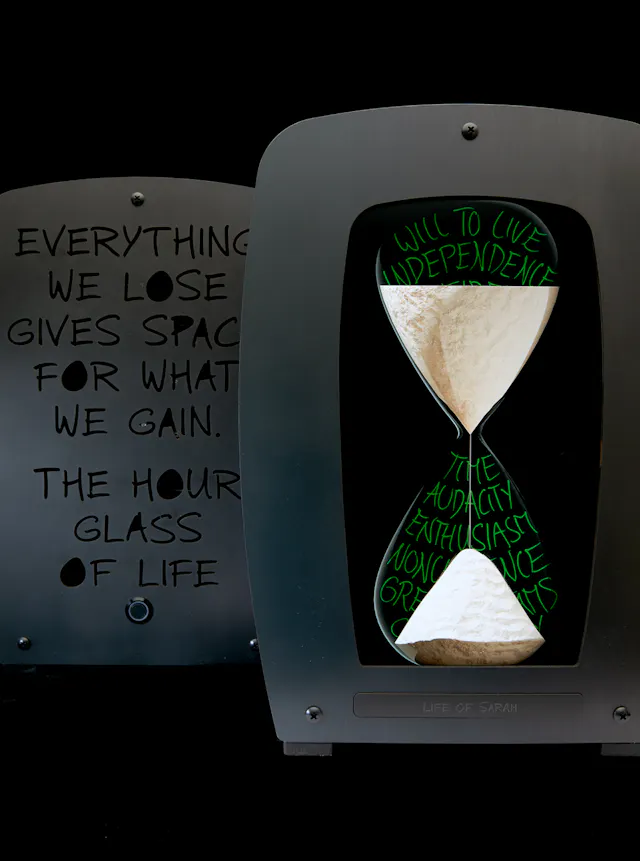 EVERYTHING
WE LOSE
GIVES SPAC
FOR WHAT
WE GAIN.
THE HOUR
GLASS
OF LIFE
WILL TO LIVE
INDEPENDENCE
TIME
AUDACITY
ENTHUSIASM
LIFE OF SARAH